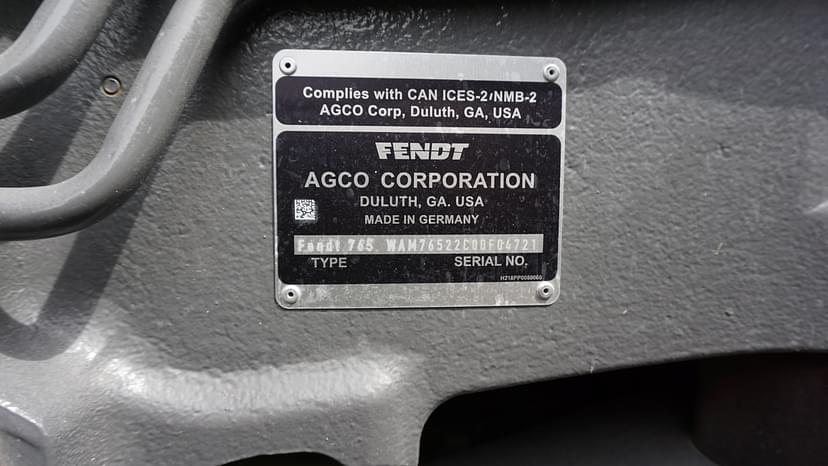 Complies with CAN ICES-2/NMB-2
AGCO Corp, Duluth, GA, USA
FENDT
AGCO CORPORATION
DULUTH, GA. USA
MADE IN GERMANY
Fendt 765 WAM76522C00F04721
TYPE SERIAL NO.